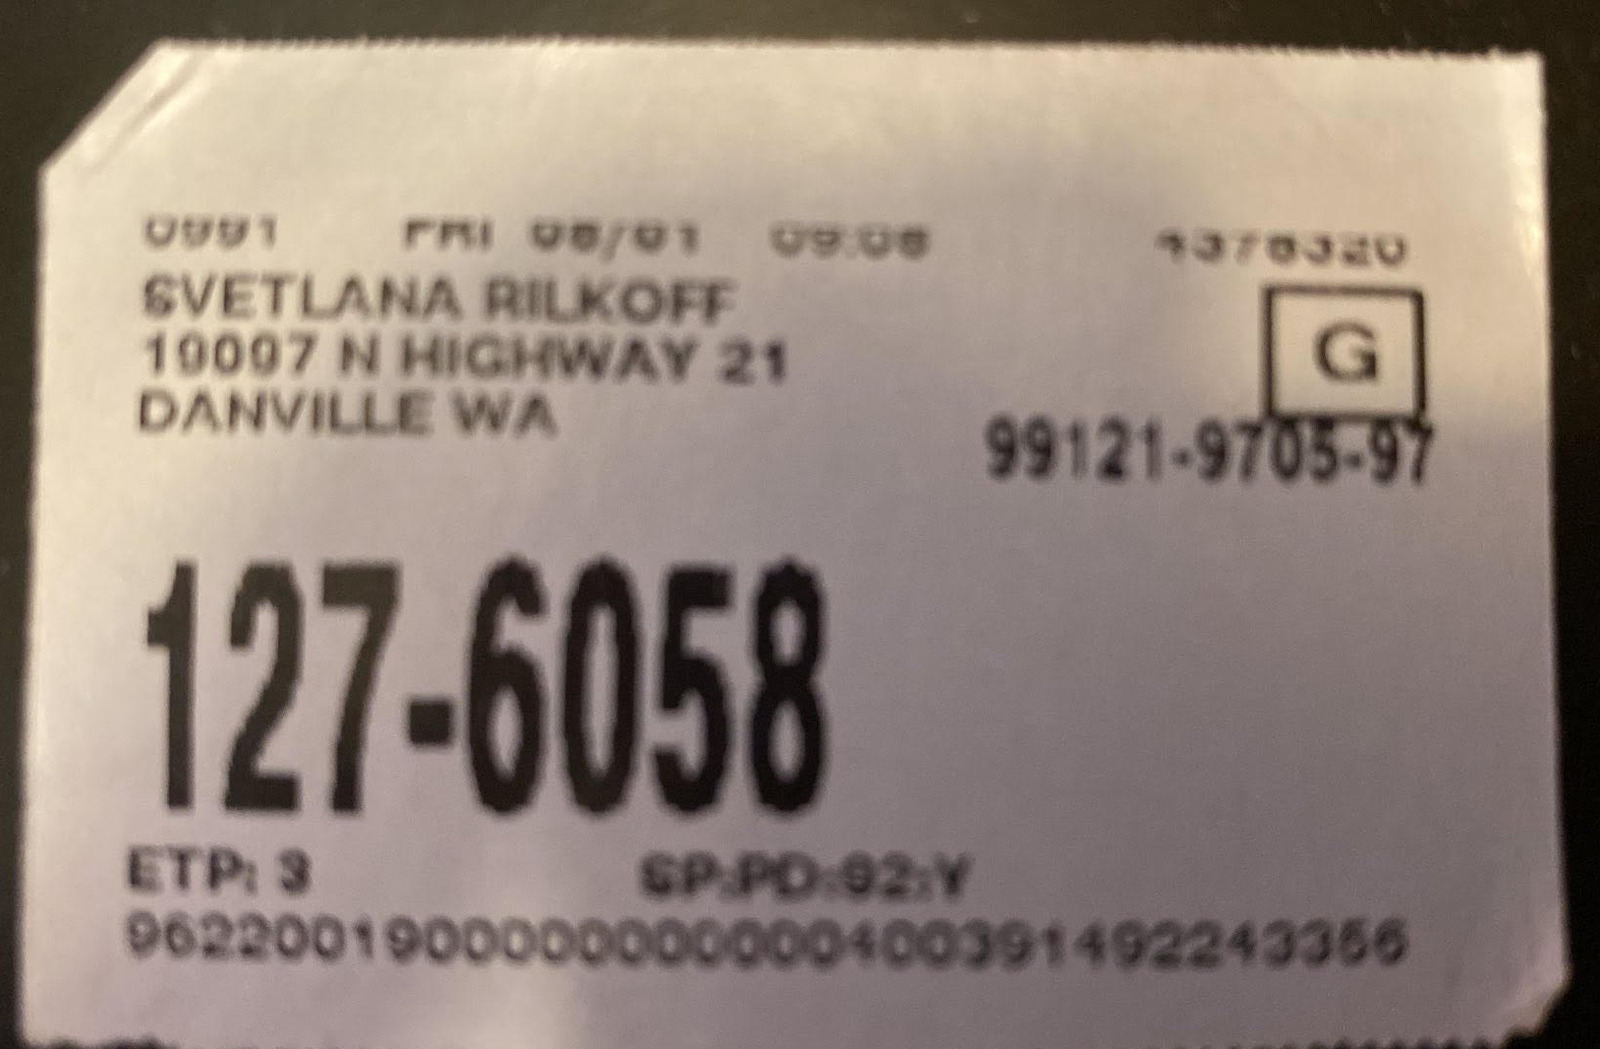 0991 FRI 08/01 09:08 4378320
SVETLANA RILKOFF
19097 N HIGHWAY 21
G
DANVILLE WA
99121-9705-97
127-6058
ETP: 3 SP:PD:92:Y
9622001900000000000400391492243356